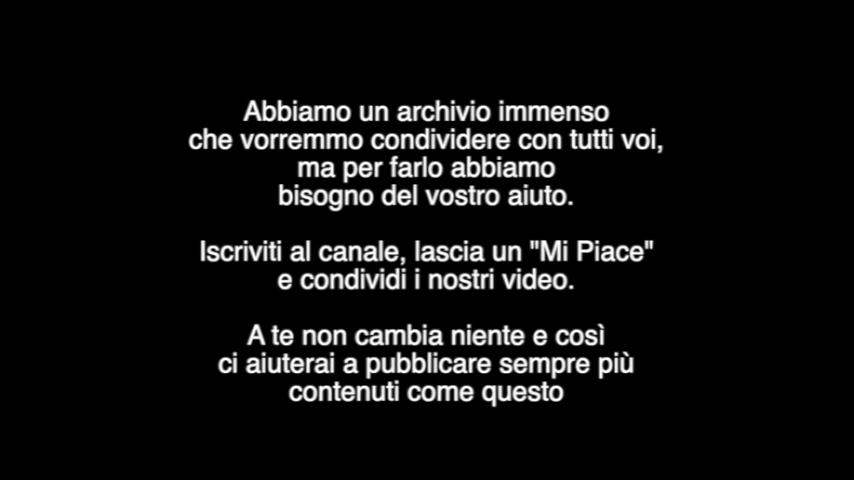 Abbiamo un archivio immenso
che vorremmo condividere con tutti voi,
ma per farlo abbiamo
bisogno del vostro aiuto.
Iscriviti al canale, lascia un "Mi Piace"
e condividi i nostri video.
A te non cambia niente e così
ci aiuterai a pubblicare sempre più
contenuti come questo